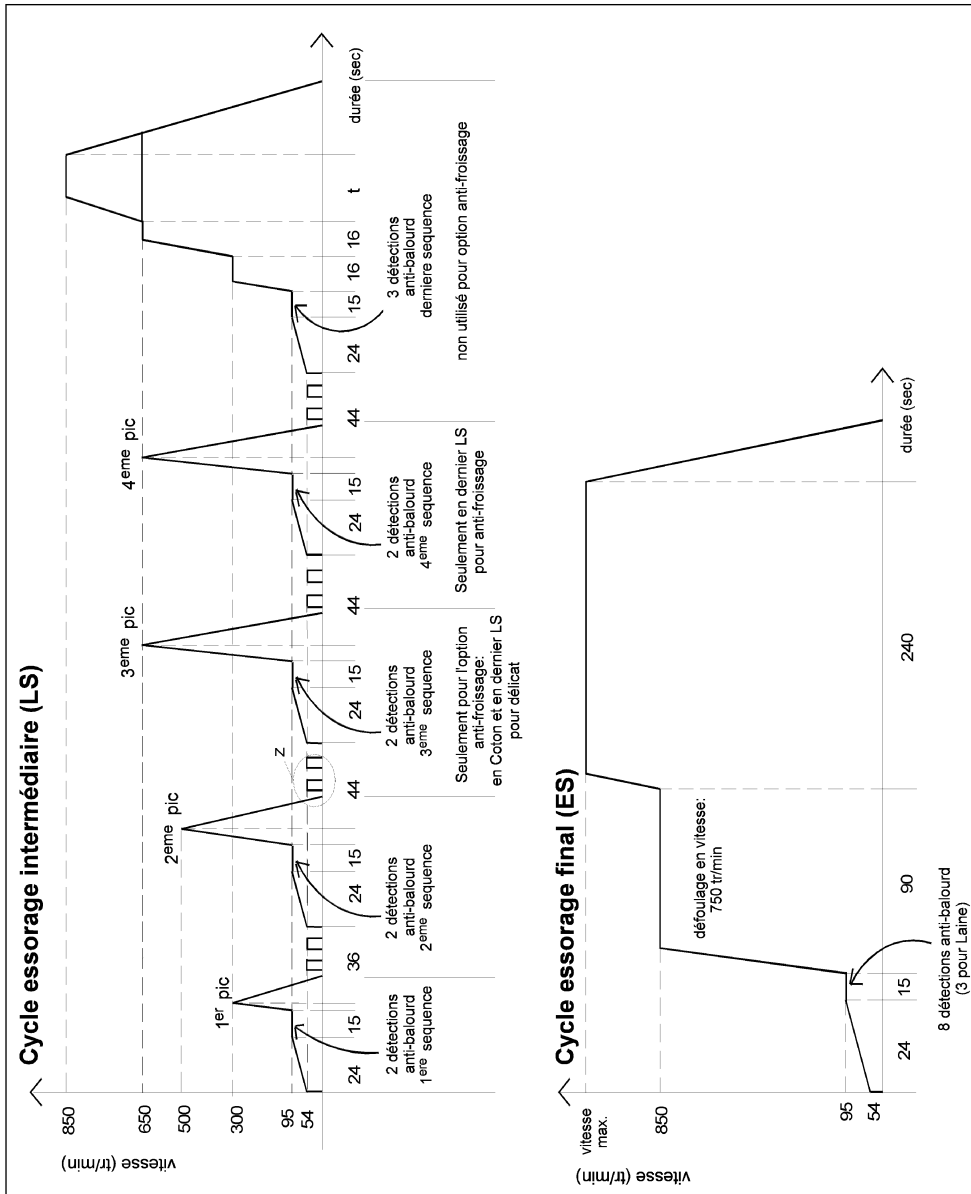 Cycle essorage intermédiaire (LS)
vitesse (tr/min)
850
650
500
300
95
54
1er pic
2eme pic
3eme pic
4eme pic
Z
24
15
36
24
15
44
24
15
44
24
15
44
24
15
16
16
t
durée (sec)
2 détections
anti-balourd
1ere sequence
2 détections
anti-balourd
2eme sequence
2 détections
anti-balourd
3eme sequence
2 détections
anti-balourd
4eme sequence
3 détections
anti-balourd
derniere sequence
Seulement pour l'option
anti-froissage:
en Coton et en dernier LS
pour délicat
Seulement en dernier LS
pour anti-froissage
non utilisé pour option anti-froissage
Cycle essorage final (ES)
vitesse (tr/min)
vitesse
max.
850
95
54
défoulage en vitesse:
750 tr/min
24
15
90
240
durée (sec)
8 détections anti-balourd
(3 pour Laine)